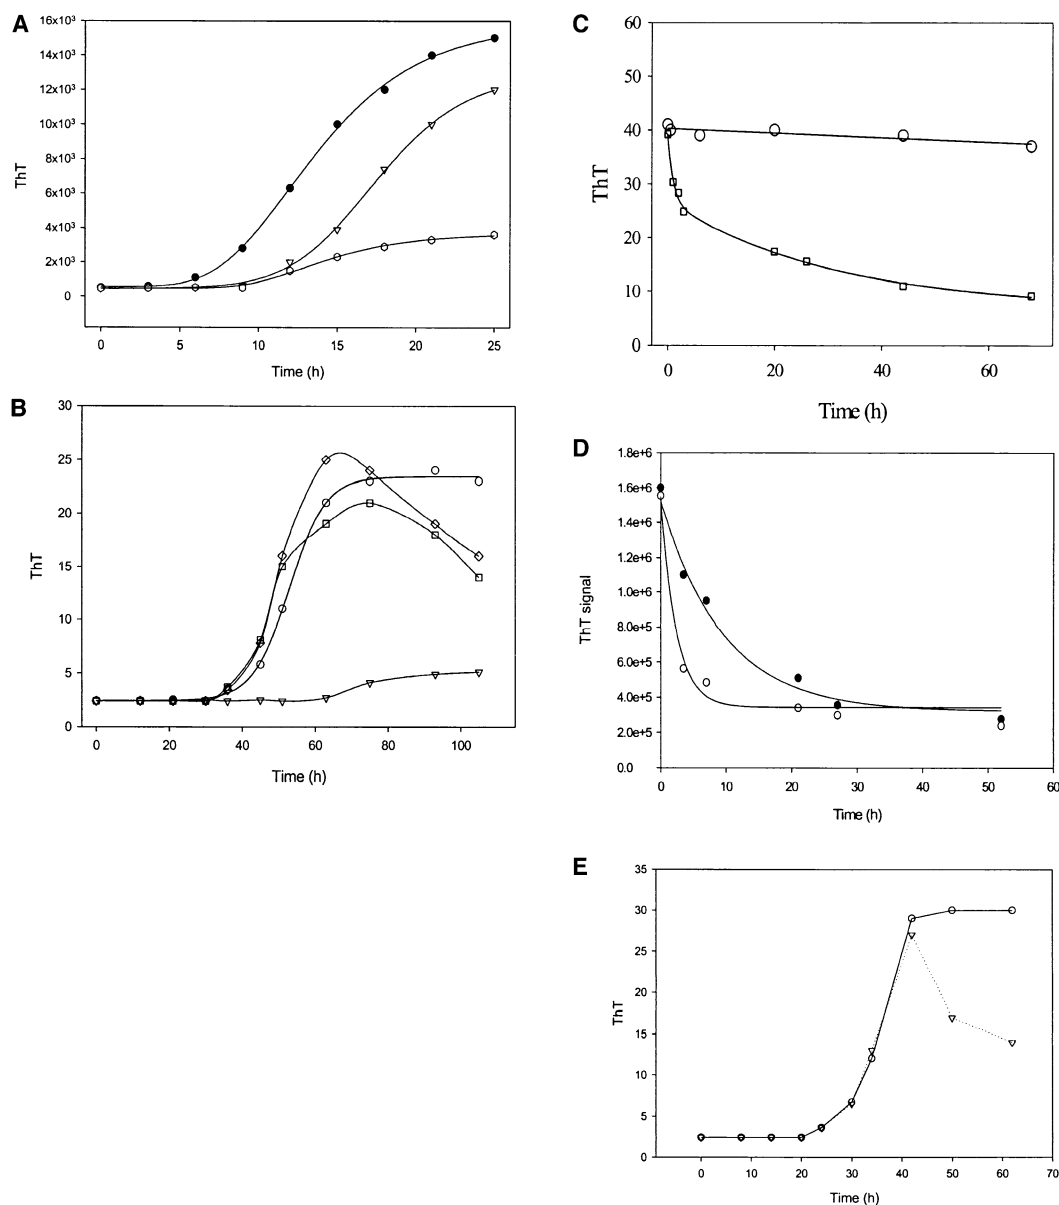 A
16x10³
14x10³
12x10³
10x10³
8x10³
6x10³
4x10³
2x10³
0
ThT
0 5 10 15 20 25
Time (h)
B
30
25
20
15
10
5
0
ThT
0 20 40 60 80 100
Time (h)
C
60
50
40
30
20
10
0
ThT
0 20 40 60
Time (h)
D
1.8e+6
1.6e+6
1.4e+6
1.2e+6
1.0e+6
8.0e+5
6.0e+5
4.0e+5
2.0e+5
0.0
ThT signal
0 10 20 30 40 50 60
Time (h)
E
35
30
25
20
15
10
5
0
ThT
0 10 20 30 40 50 60 70
Time (h)